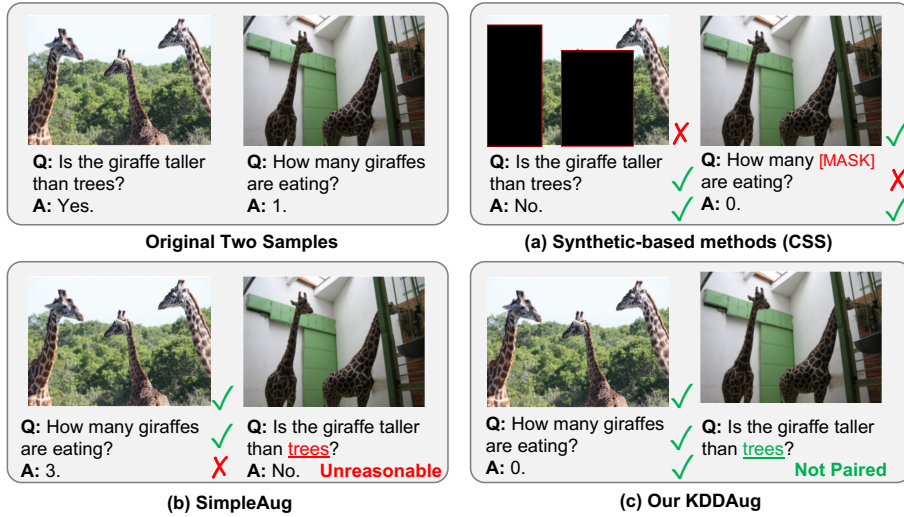 Q: Is the giraffe taller
than trees?
A: Yes.
Q: How many giraffes
are eating?
A: 1.
Original Two Samples
Q: Is the giraffe taller
than trees?
A: No.
Q: How many [MASK]
are eating?
A: 0.
(a) Synthetic-based methods (CSS)
Q: How many giraffes
are eating?
A: 3.
Q: Is the giraffe taller
than trees?
A: No. Unreasonable
(b) SimpleAug
Q: How many giraffes
are eating?
A: 0.
Q: Is the giraffe taller
than trees?
Not Paired
(c) Our KDDAug